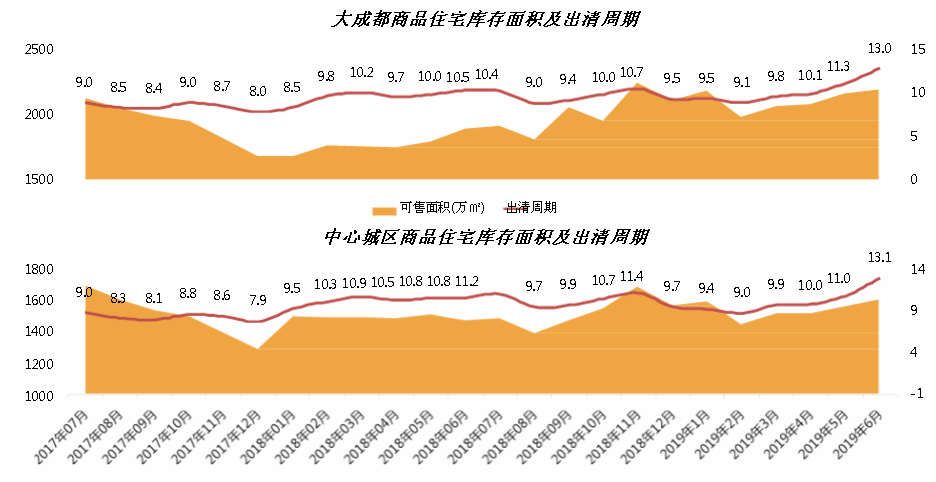 大成都商品住宅库存面积及出清周期
2500 15
9.0 8.5 8.4 9.0 8.7 8.0 8.5 9.8 10.2 9.7 10.0 10.5 10.4 9.0 9.4 10.0 10.7 9.5 9.5 9.1 9.8 10.1 11.3 13.0
2000 10
5
1500 0
可售面积(万㎡) 出清周期
中心城区商品住宅库存面积及出清周期
1800 14
9.0 8.3 8.1 8.8 8.6 7.9 9.5 10.3 10.9 10.5 10.8 10.8 11.2 9.7 9.9 10.7 11.4 9.7 9.4 9.0 9.9 10.0 11.0 13.1
1600 9
1400
1200 4
1000 -1
2017年07月 2017年08月 2017年09月 2017年10月 2017年11月 2017年12月 2018年01月 2018年02月 2018年03月 2018年04月 2018年05月 2018年06月 2018年07月 2018年08月 2018年09月 2018年10月 2018年11月 2018年12月 2019年1月 2019年2月 2019年3月 2019年4月 2019年5月 2019年6月